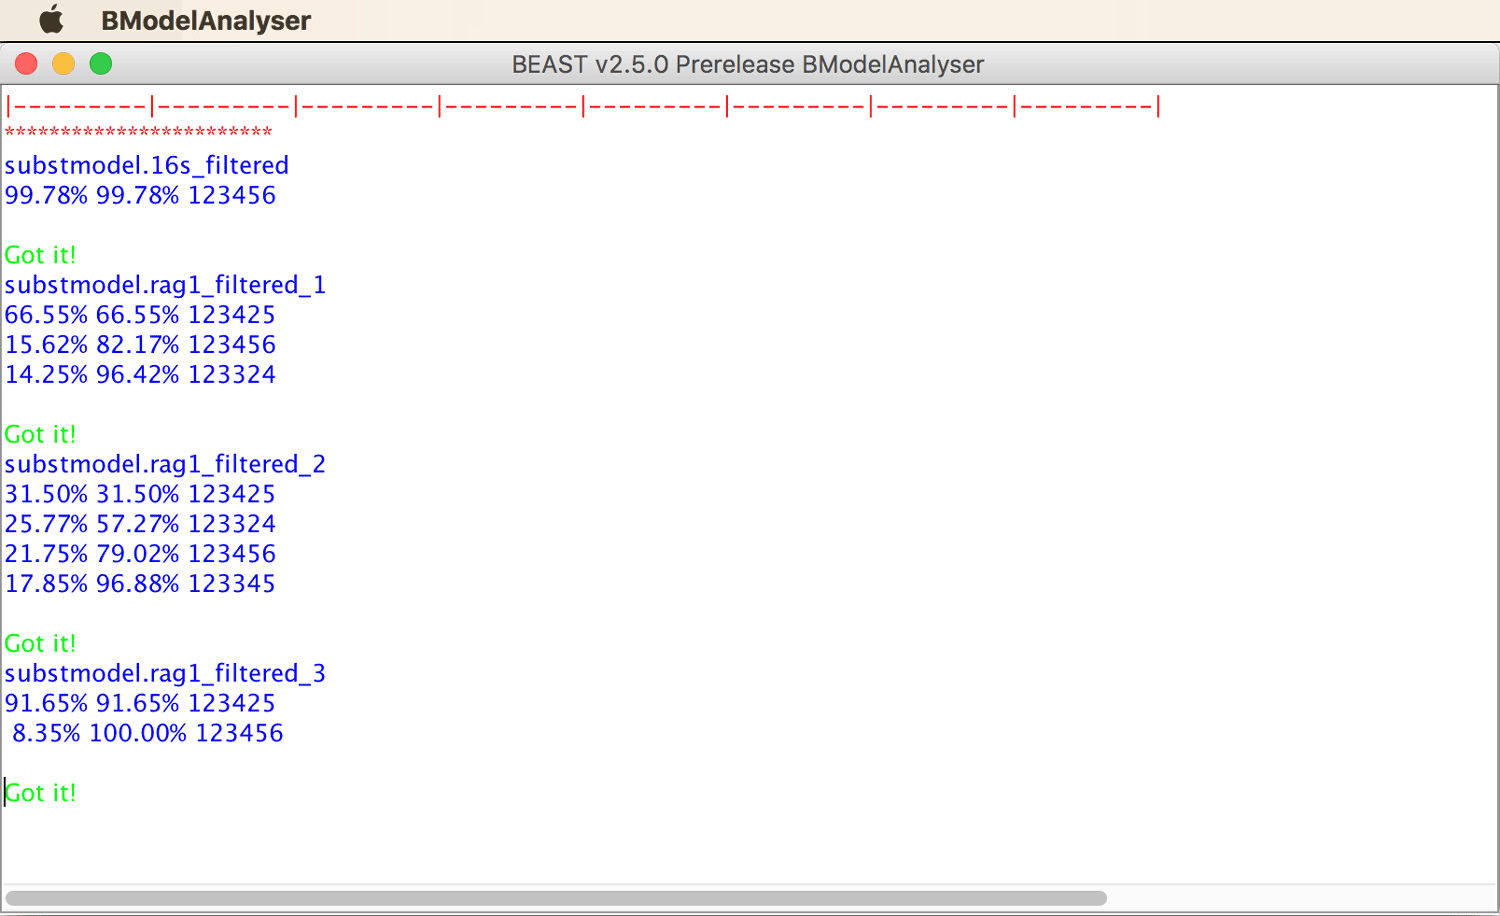 BModelAnalyser
BEAST v2.5.0 Prerelease BModelAnalyser
|---------|---------|---------|---------|---------|---------|---------|---------|
************************
substmodel.16s_filtered
99.78% 99.78% 123456
Got it!
substmodel.rag1_filtered_1
66.55% 66.55% 123425
15.62% 82.17% 123456
14.25% 96.42% 123324
Got it!
substmodel.rag1_filtered_2
31.50% 31.50% 123425
25.77% 57.27% 123324
21.75% 79.02% 123456
17.85% 96.88% 123345
Got it!
substmodel.rag1_filtered_3
91.65% 91.65% 123425
8.35% 100.00% 123456
Got it!